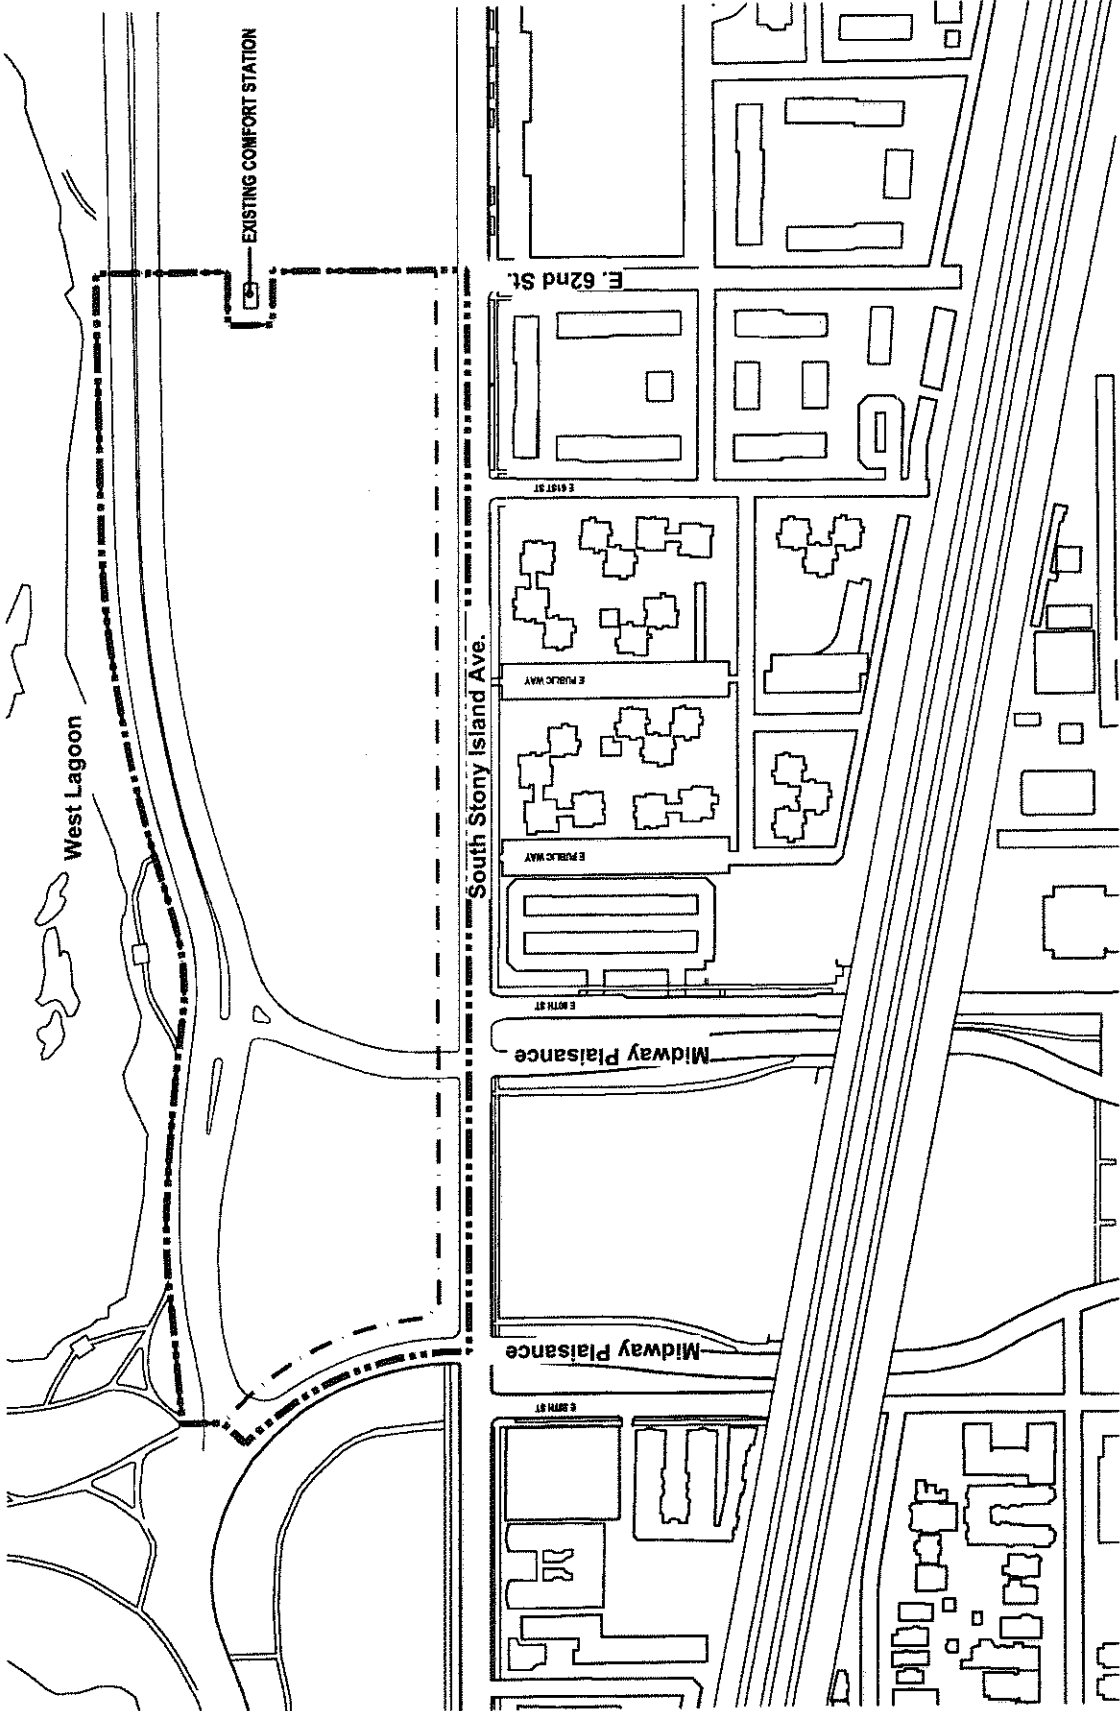 EXISTING COMFORT STATION
West Lagoon
E. 62nd St.
South Stony Island Ave.
E 61ST ST
E PUBLIC WAY
E PUBLIC WAY
E 60TH ST
Midway Plaisance
Midway Plaisance
E 59TH ST